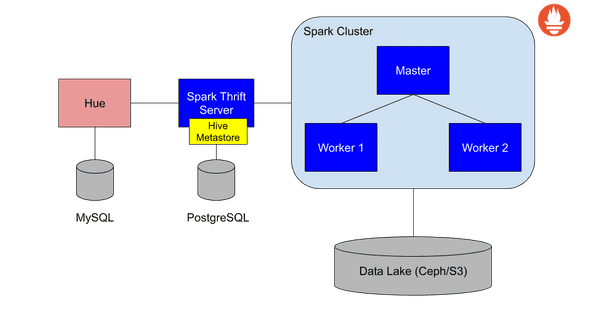 Spark Cluster
Master
Hue
Spark Thrift
Server
Hive
Metastore
Worker 1
Worker 2
MySQL
PostgreSQL
Data Lake (Ceph/S3)